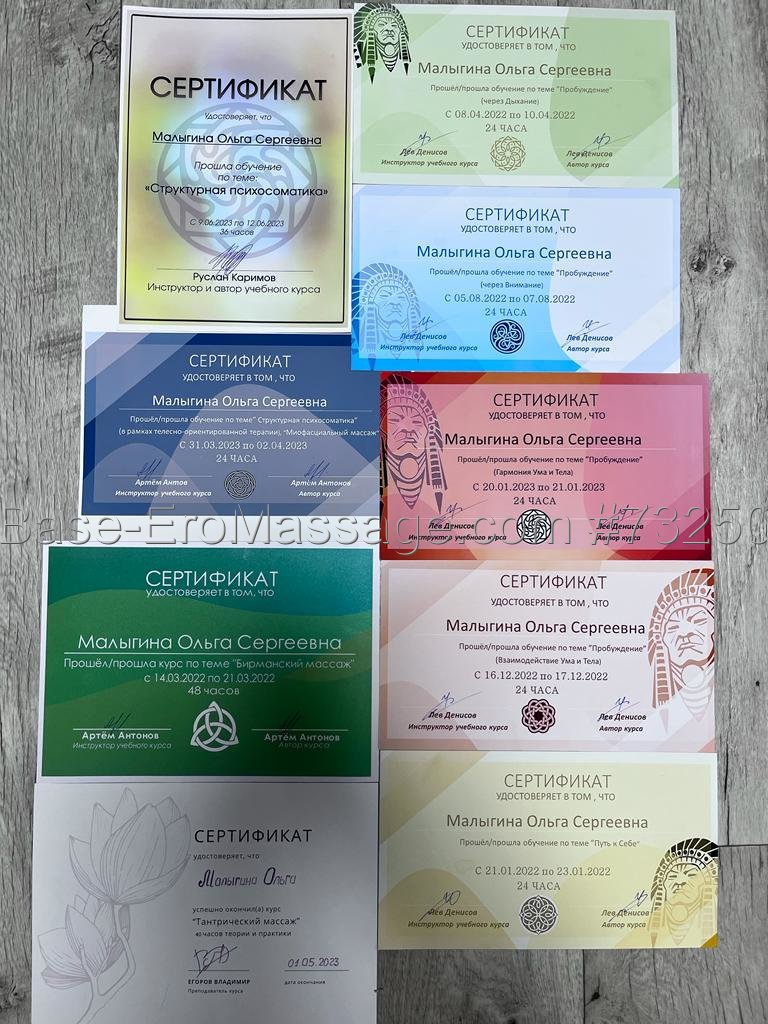 СЕРТИФИКАТ
Удостоверяет, что
Малыгина Ольга Сергеевна
Прошла обучение
по теме:
«Структурная психосоматика»
С 9.06.2023 по 12.06.2023
36 часов
Руслан Каримов
Инструктор и автор учебного курса
СЕРТИФИКАТ
УДОСТОВЕРЯЕТ В ТОМ , ЧТО
Малыгина Ольга Сергеевна
Прошёл/прошла обучение по теме "Пробуждение"
(через Дыхание)
С 08.04.2022 по 10.04.2022
24 ЧАСА
Лев Денисов
Инструктор учебного курса
Лев Денисов
Автор курса
СЕРТИФИКАТ
УДОСТОВЕРЯЕТ В ТОМ , ЧТО
Малыгина Ольга Сергеевна
Прошёл/прошла обучение по теме "Пробуждение"
(через Внимание)
С 05.08.2022 по 07.08.2022
24 ЧАСА
Лев Денисов
Инструктор учебного курса
Лев Денисов
Автор курса
СЕРТИФИКАТ
УДОСТОВЕРЯЕТ В ТОМ , ЧТО
Малыгина Ольга Сергеевна
Прошёл/прошла обучение по теме" Структурная психосоматика"
(в рамках телесно-ориентированной терапии), "Миофасциальный массаж"
С 31.03.2023 по 02.04.2023
24 ЧАСА
Артём Антов
Инструктор учебного курса
Артём Антонов
Автор курса
СЕРТИФИКАТ
УДОСТОВЕРЯЕТ В ТОМ , ЧТО
Малыгина Ольга Сергеевна
Прошёл/прошла обучение по теме "Пробуждение"
(Гармония Ума и Тела)
С 20.01.2023 по 21.01.2023
24 ЧАСА
Лев Денисов
Инструктор учебного курса
Лев Денисов
Автор курса
Base-EroMassage.com #73259
СЕРТИФИКАТ
удостоверяет в том, что
Малыгина Ольга Сергеевна
Прошёл/прошла курс по теме "Бирманский массаж"
с 14.03.2022 по 21.03.2022
48 часов
Артём Антонов
Инструктор учебного курса
Артём Антонов
Автор курса
СЕРТИФИКАТ
УДОСТОВЕРЯЕТ В ТОМ , ЧТО
Малыгина Ольга Сергеевна
Прошёл/прошла обучение по теме "Пробуждение"
(Взаимодействие Ума и Тела)
С 16.12.2022 по 17.12.2022
24 ЧАСА
Лев Денисов
Инструктор учебного курса
Лев Денисов
Автор курса
СЕРТИФИКАТ
удостоверяет, что
Малыгина Ольга
успешно окончил(а) курс
"Тантрический массаж"
40 часов теории и практики
01.05.2023
ЕГОРОВ ВЛАДИМИР
Преподаватель курса
дата окончания
СЕРТИФИКАТ
УДОСТОВЕРЯЕТ В ТОМ , ЧТО
Малыгина Ольга Сергеевна
Прошёл/прошла обучение по теме "Путь к Себе"
С 21.01.2022 по 23.01.2022
24 ЧАСА
Лев Денисов
Инструктор учебного курса
Лев Денисов
Автор курса